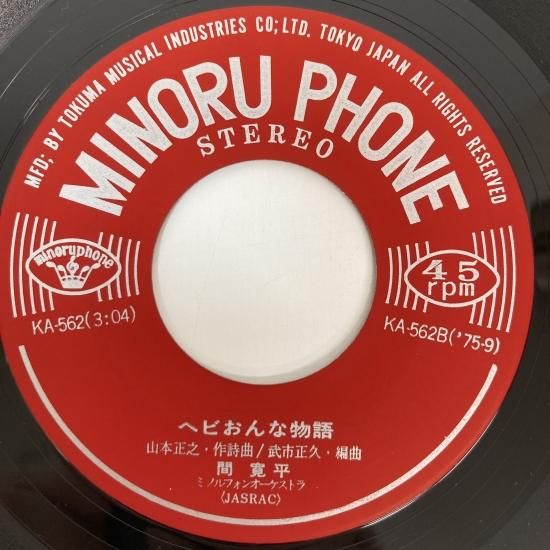 MFD; BY TOKUMA MUSICAL INDUSTRIES CO; LTD. TOKYO JAPAN ALL RIGHTS RESERVED
MINORU PHONE
STEREO
minoruphone
45
rpm
KA-562(3:04)
KA-562B('75-9)
ヘビおんな物語
山本正之・作詩曲/武市正久・編曲
間寛平
ミノルフォンオーケストラ
〈JASRAC〉